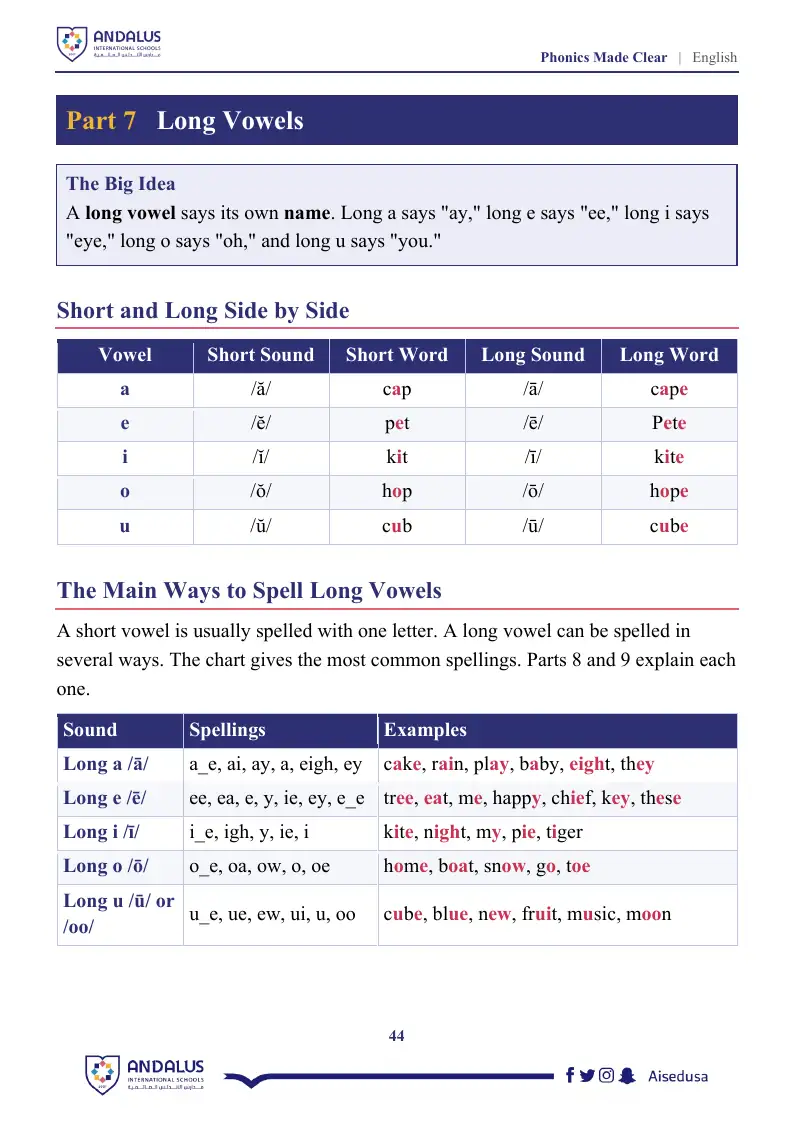 ANDALUS
INTERNATIONAL SCHOOLS
مدارس الأندلس العالمية
Phonics Made Clear | English
Part 7 Long Vowels
The Big Idea
A long vowel says its own name. Long a says "ay," long e says "ee," long i says
"eye," long o says "oh," and long u says "you."
Short and Long Side by Side
Vowel Short Sound Short Word Long Sound Long Word
a /ă/ cap /ā/ cape
e /ĕ/ pet /ē/ Pete
i /ĭ/ kit /ī/ kite
o /ŏ/ hop /ō/ hope
u /ŭ/ cub /ū/ cube
The Main Ways to Spell Long Vowels
A short vowel is usually spelled with one letter. A long vowel can be spelled in
several ways. The chart gives the most common spellings. Parts 8 and 9 explain each
one.
Sound Spellings Examples
Long a /ā/ a_e, ai, ay, a, eigh, ey cake, rain, play, baby, eight, they
Long e /ē/ ee, ea, e, y, ie, ey, e_e tree, eat, me, happy, chief, key, these
Long i /ī/ i_e, igh, y, ie, i kite, night, my, pie, tiger
Long o /ō/ o_e, oa, ow, o, oe home, boat, snow, go, toe
Long u /ū/ or
/oo/ u_e, ue, ew, ui, u, oo cube, blue, new, fruit, music, moon
44
ANDALUS
INTERNATIONAL SCHOOLS
مدارس الأندلس العالمية
Aisedusa